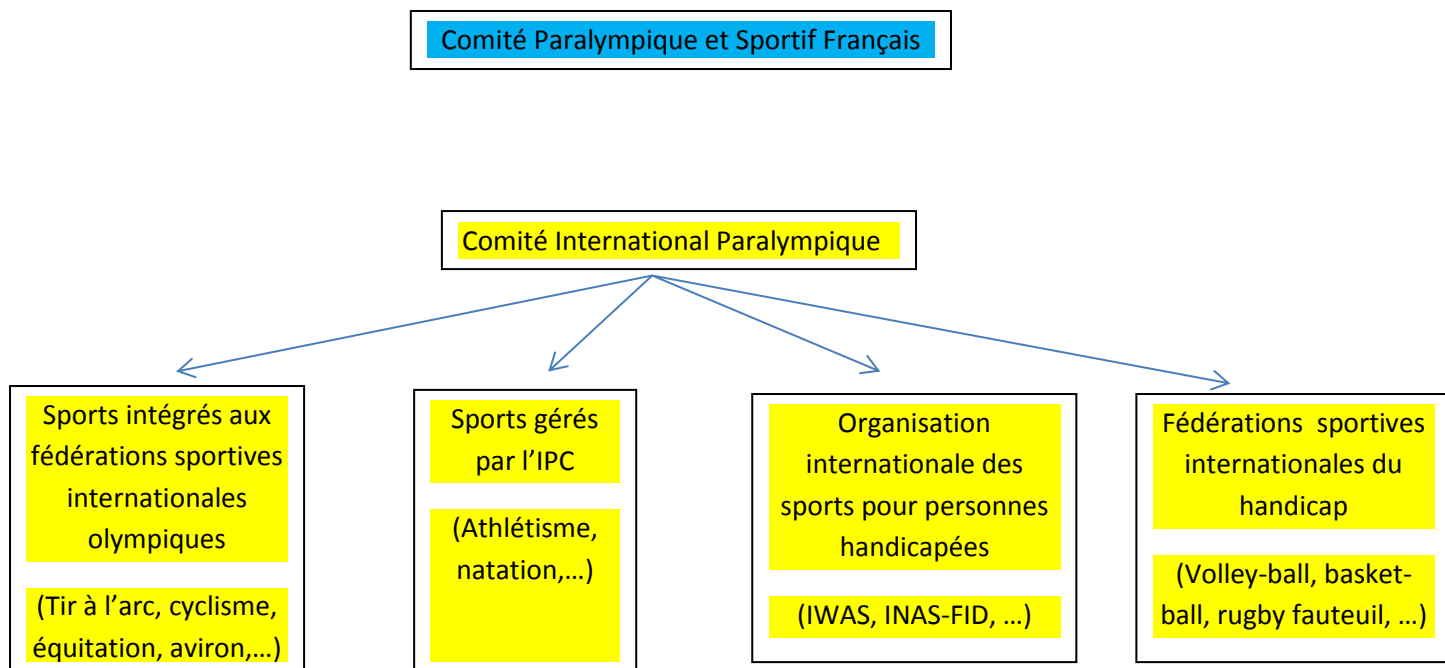 Comité Paralympique et Sportif Français
Comité International Paralympique
Sports intégrés aux
fédérations sportives
internationales
olympiques
(Tir à l’arc, cyclisme,
équitation, aviron,…)
Sports gérés
par l’IPC
(Athlétisme,
natation,…)
Organisation
internationale des
sports pour personnes
handicapées
(IWAS, INAS-FID, …)
Fédérations sportives
internationales du
handicap
(Volley-ball, basket-
ball, rugby fauteuil, …)